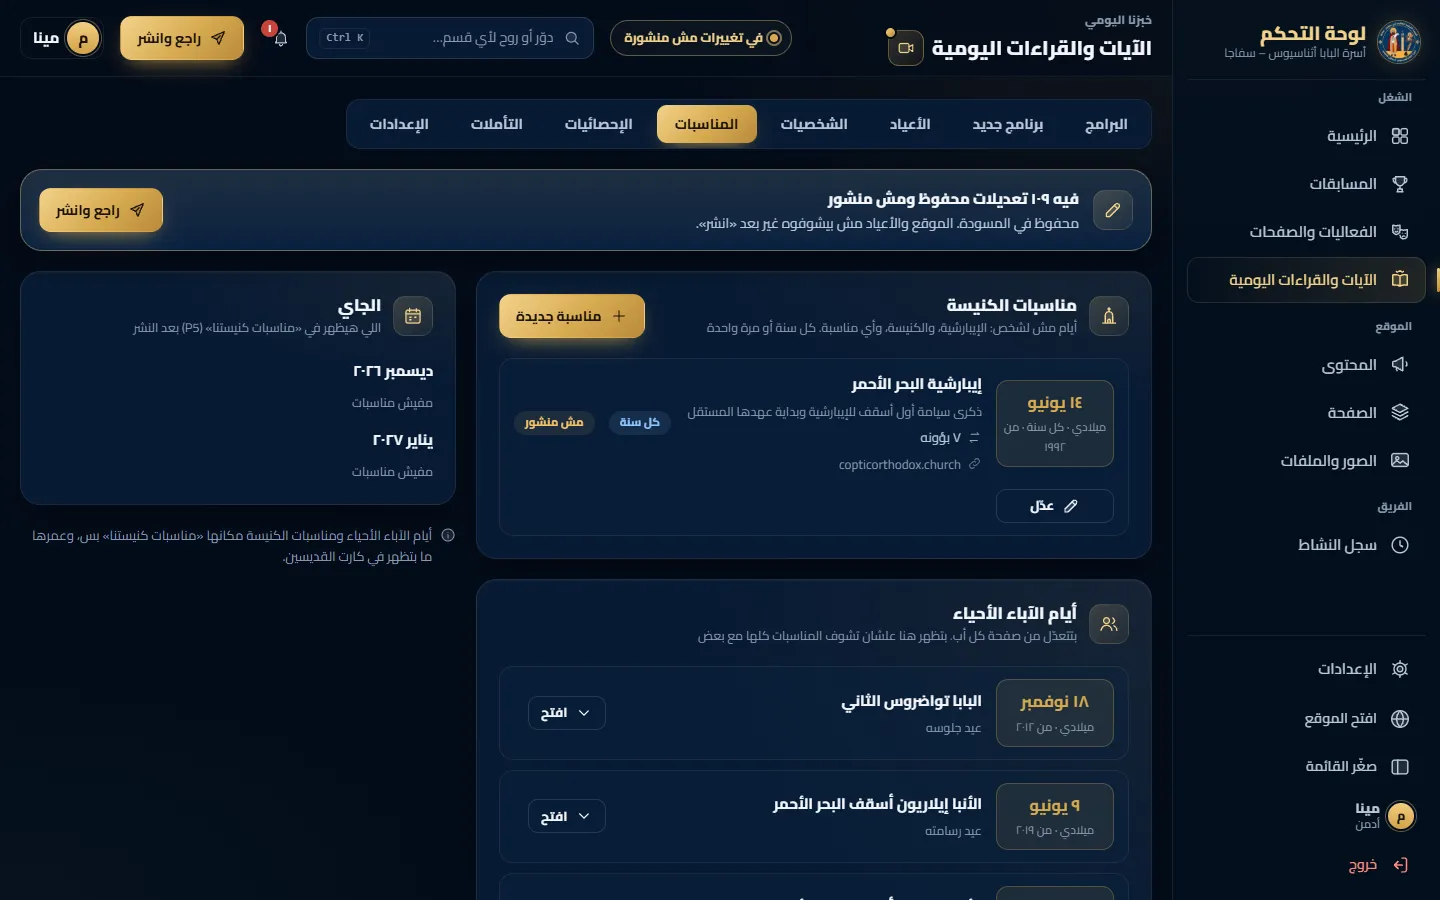 لوحة التحكم
أسرة البابا أثناسيوس – سفاجا
الشغل
الرئيسية
المسابقات
الفعاليات والصفحات
الآيات والقراءات اليومية
الموقع
المحتوى
الصفحة
الصور والملفات
الفريق
سجل النشاط
الإعدادات
افتح الموقع
صغّر القائمة
م
مينا
أدمن
خروج
خبزنا اليومي
الآيات والقراءات اليومية
في تغييرات مش منشورة
دوّر أو روح لأي قسم...
Ctrl K
١
راجع وانشر
م
مينا
البرامج
برنامج جديد
الأعياد
الشخصيات
المناسبات
الإحصائيات
التأملات
الإعدادات
فيه ١٠٩ تعديلات محفوظ ومش منشور
محفوظ في المسودة. الموقع والأعياد مش بيشوفوه غير بعد «انشر».
راجع وانشر
مناسبات الكنيسة
أيام مش لشخص: الإيبارشية، والكنيسة، وأي مناسبة. كل سنة أو مرة واحدة
مناسبة جديدة
١٤ يونيو
ميلادي · كل سنة · من
١٩٩٢
إيبارشية البحر الأحمر
ذكرى سيامة أول أسقف للإيبارشية وبداية عهدها المستقل
٧ بؤونه
copticorthodox.church
كل سنة
مش منشور
عدّل
أيام الآباء الأحياء
بتتعدّل من صفحة كل أب. بتظهر هنا علشان تشوف المناسبات كلها مع بعض
١٨ نوفمبر
ميلادي · من ٢٠١٢
البابا تواضروس الثاني
عيد جلوسه
افتح
٩ يونيو
ميلادي · من ٢٠١٩
الأنبا إيلاريون أسقف البحر الأحمر
عيد رسامته
افتح
الجاي
اللي هيظهر في «مناسبات كنيستنا» (P5) بعد النشر
ديسمبر ٢٠٢٦
مفيش مناسبات
يناير ٢٠٢٧
مفيش مناسبات
أيام الآباء الأحياء ومناسبات الكنيسة مكانها «مناسبات كنيستنا» بس، وعمرها
ما بتظهر في كارت القديسين.